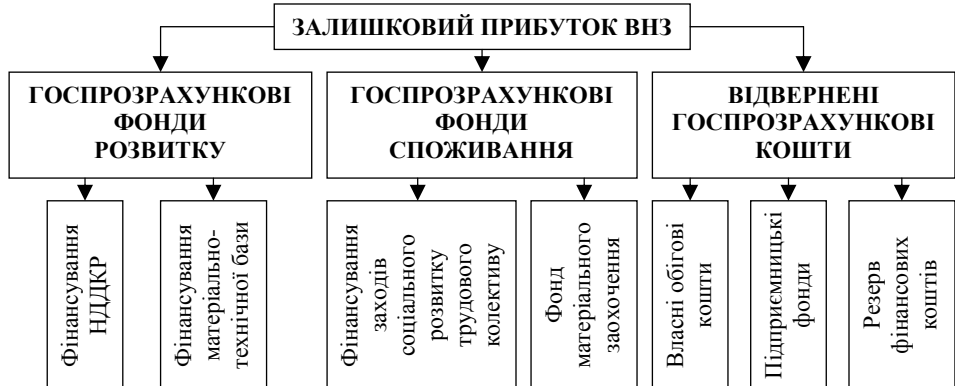 ЗАЛИШКОВИЙ ПРИБУТОК ВНЗ
ГОСПРОЗРАХУНКОВІ
ФОНДИ
РОЗВИТКУ
ГОСПРОЗРАХУНКОВІ
ФОНДИ
СПОЖИВАННЯ
ВІДВЕРНЕНІ
ГОСПРОЗРАХУНКОВІ
КОШТИ
Фінансування
НДДКР
Фінансування
матеріально-
технічної бази
Фінансування
заходів
соціального
розвитку
трудового
колективу
Фонд
матеріального
заохочення
Власні обігові
кошти
Підприємницькі
фонди
Резерв
фінансових
коштів